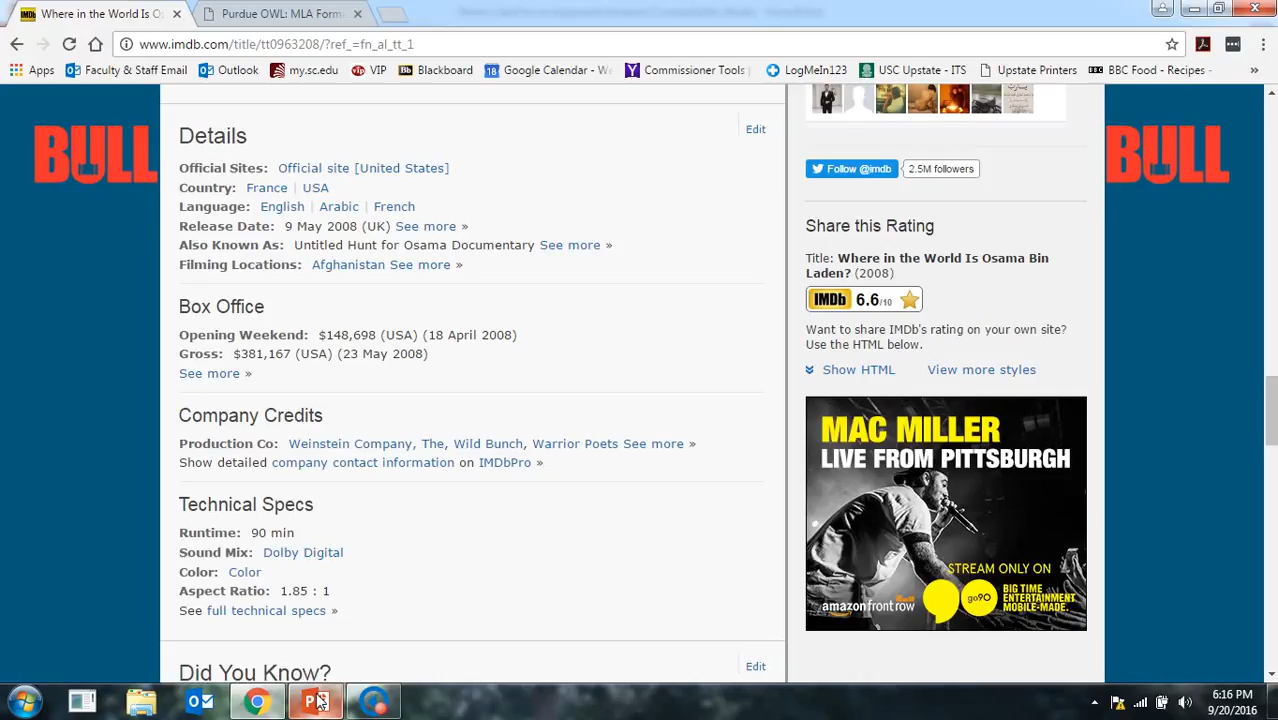 Where in the World Is O
Purdue OWL: MLA Form
www.imdb.com/title/tt0963208/?ref_=fn_al_tt_1
Apps
Faculty & Staff Email
Outlook
my.sc.edu
VIP
Blackboard
Google Calendar - We
Commissioner Tools
LogMeIn123
USC Upstate - ITS
Upstate Printers
BBC Food - Recipes -
BULL
Details
Edit
Official Sites: Official site [United States]
Country: France | USA
Language: English | Arabic | French
Release Date: 9 May 2008 (UK) See more »
Also Known As: Untitled Hunt for Osama Documentary See more »
Filming Locations: Afghanistan See more »
Box Office
Opening Weekend: $148,698 (USA) (18 April 2008)
Gross: $381,167 (USA) (23 May 2008)
See more »
Company Credits
Production Co: Weinstein Company, The, Wild Bunch, Warrior Poets See more »
Show detailed company contact information on IMDbPro »
Technical Specs
Runtime: 90 min
Sound Mix: Dolby Digital
Color: Color
Aspect Ratio: 1.85 : 1
See full technical specs »
Did You Know?
Edit
Follow @imdb
2.5M followers
Share this Rating
Title: Where in the World Is Osama Bin
Laden? (2008)
IMDb 6.6/10
Want to share IMDb's rating on your own site?
Use the HTML below.
Show HTML
View more styles
MAC MILLER
LIVE FROM PITTSBURGH
STREAM ONLY ON
amazonfrontrow
go90
BIG TIME
ENTERTAINMENT
MOBILE-MADE.
BULL
6:16 PM
9/20/2016